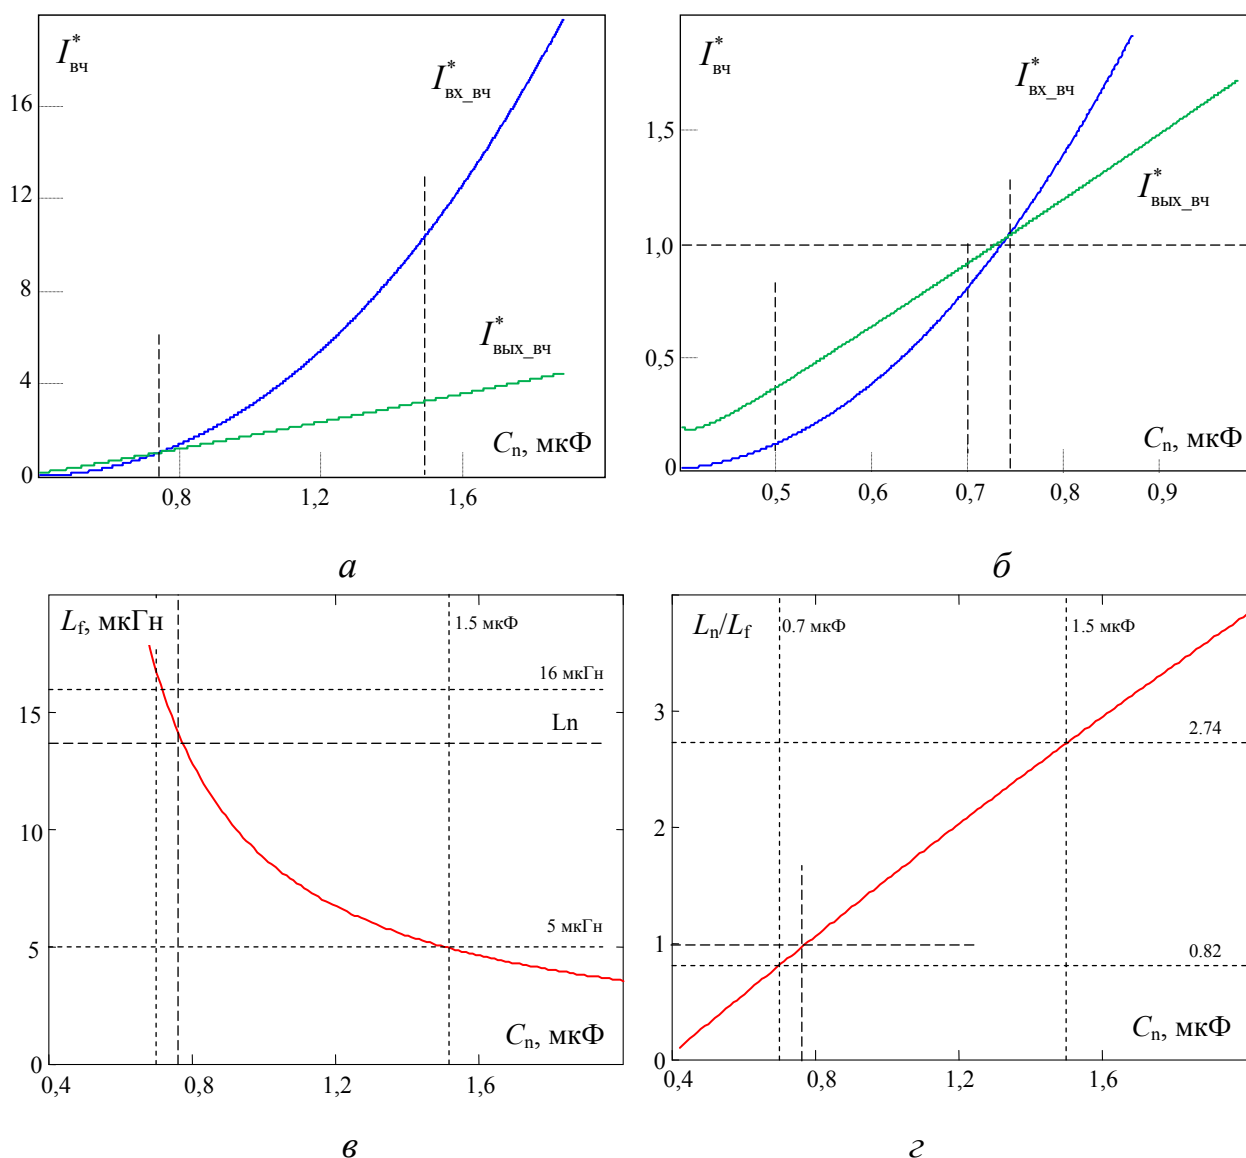 I*вч
I*вх_вч
I*вых_вч
16
12
8
4
0
Cn, мкФ
0,8
1,2
1,6
а
I*вч
I*вх_вч
I*вых_вч
1,5
1,0
0,5
0
Cn, мкФ
0,5
0,6
0,7
0,8
0,9
б
Lf, мкГн
1.5 мкФ
16 мкГн
Ln
15
10
5 мкГн
5
Cn, мкФ
0
0,4
0,8
1,2
1,6
в
Ln/Lf
0.7 мкФ
1.5 мкФ
3
2.74
2
1
0.82
Cn, мкФ
0
0,4
0,8
1,2
1,6
г